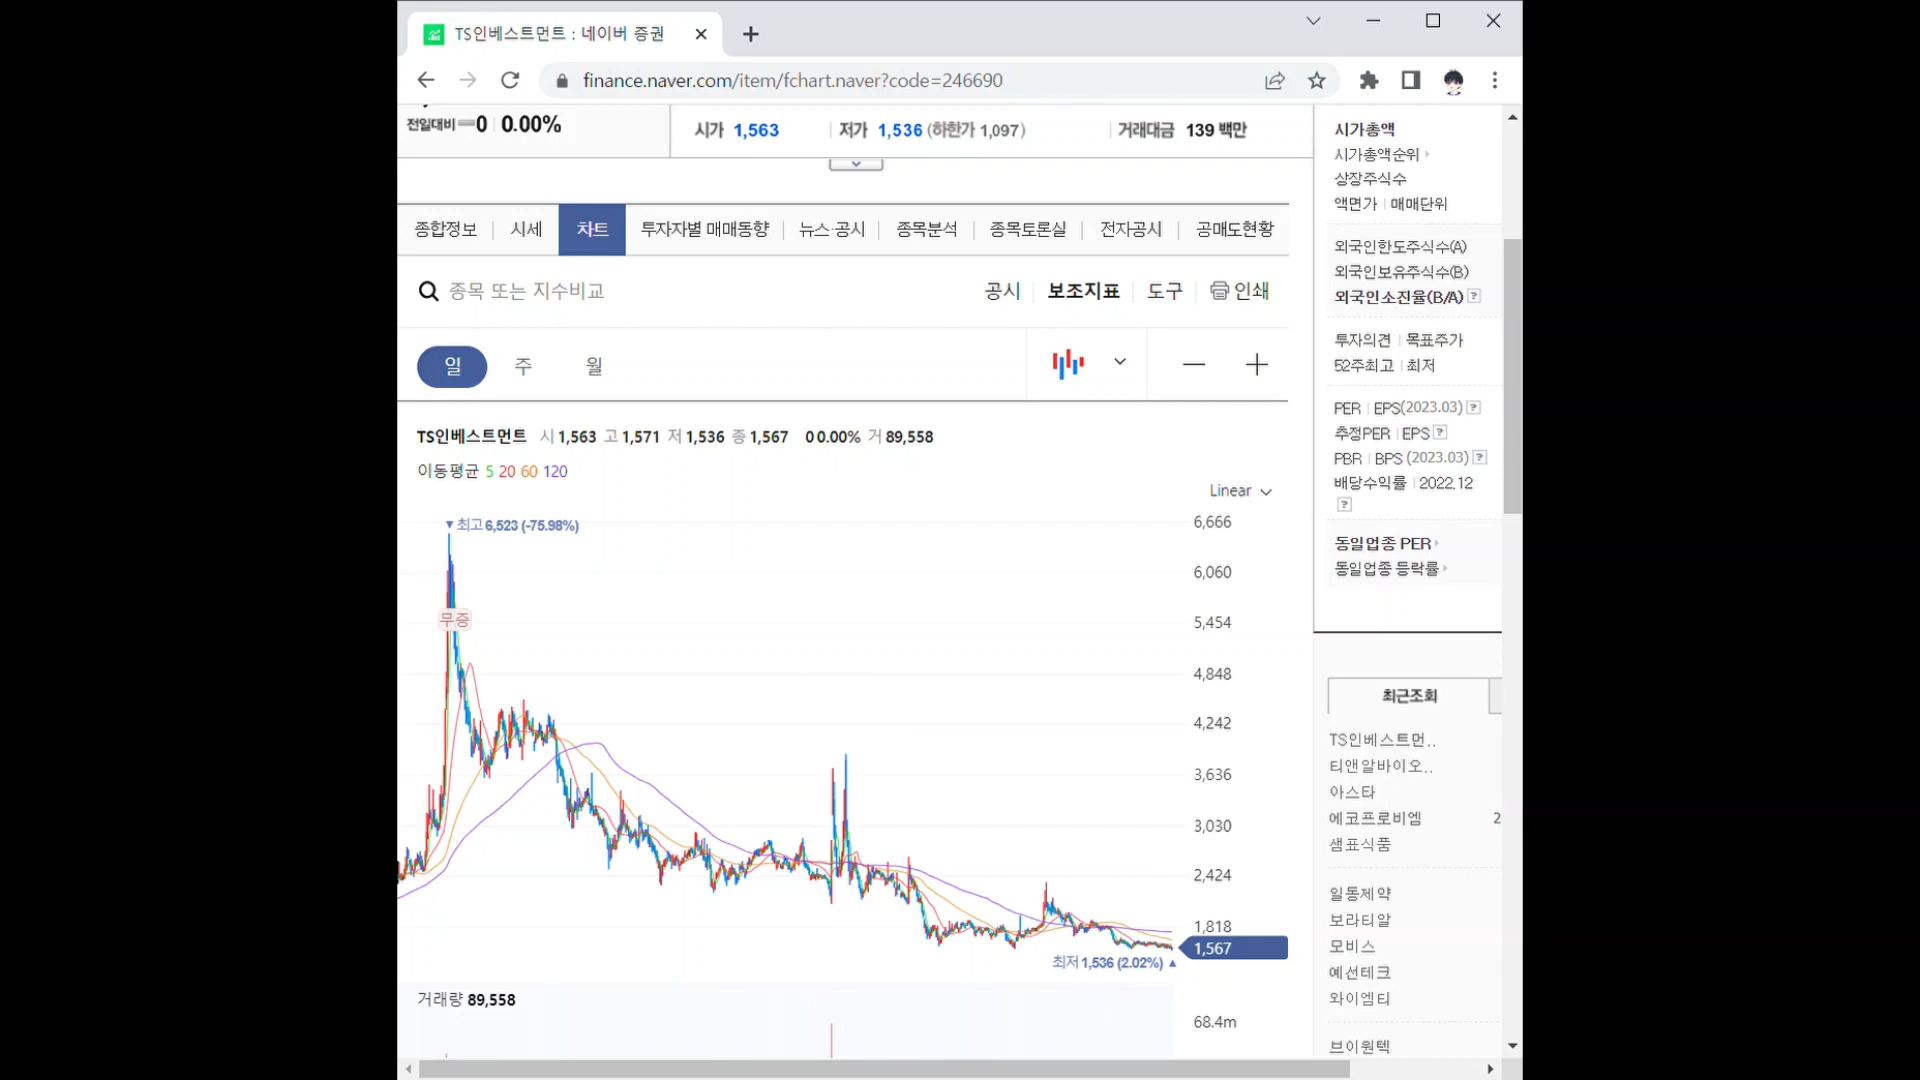 TS인베스트먼트 : 네이버 증권
finance.naver.com/item/fchart.naver?code=246690
전일대비 0 0.00%
시가 1,563 저가 1,536 (하한가 1,097) 거래대금 139 백만
종합정보 시세 차트 투자자별 매매동향 뉴스·공시 종목분석 종목토론실 전자공시 공매도현황
종목 또는 지수비교 공시 보조지표 도구 인쇄
일 주 월
TS인베스트먼트 시 1,563 고 1,571 저 1,536 종 1,567 0 0.00% 거 89,558
이동평균 5 20 60 120
Linear
▼최고 6,523 (-75.98%)
무증
6,666
6,060
5,454
4,848
4,242
3,636
3,030
2,424
1,818
1,567
최저 1,536 (2.02%) ▲
거래량 89,558
68.4m
시가총액
시가총액순위
상장주식수
액면가 매매단위
외국인한도주식수(A)
외국인보유주식수(B)
외국인소진율(B/A) ?
투자의견 목표주가
52주최고 최저
PER EPS(2023.03) ?
추정PER EPS ?
PBR BPS (2023.03) ?
배당수익률 2022.12
?
동일업종 PER
동일업종 등락률
최근조회
TS인베스트먼..
티앤알바이오..
아스타
에코프로비엠 2
샘표식품
일동제약
보라티알
모비스
예선테크
와이엠티
브이원텍